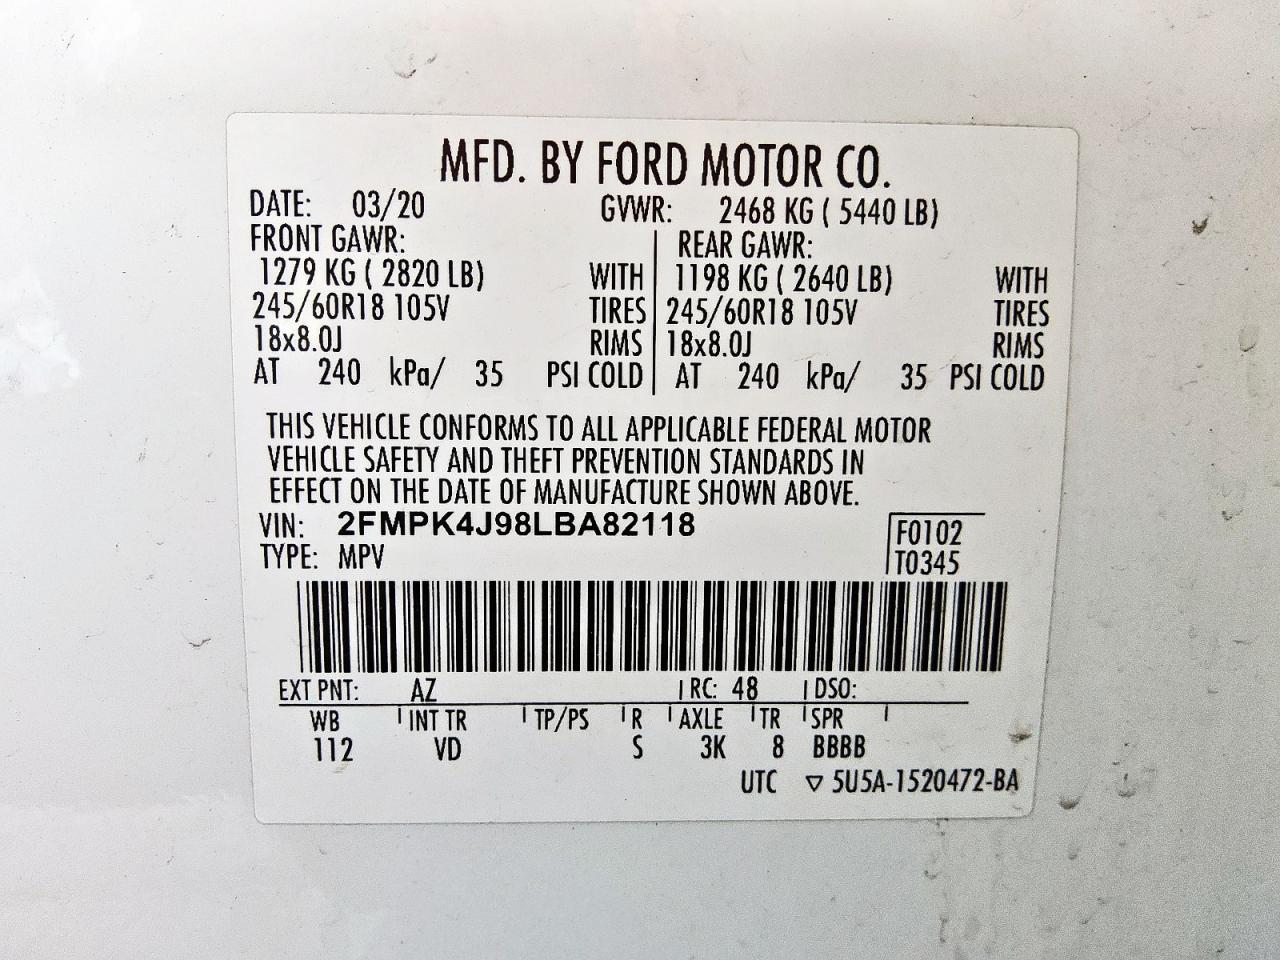 MFD. BY FORD MOTOR CO.
DATE: 03/20 GVWR: 2468 KG ( 5440 LB)
FRONT GAWR: REAR GAWR:
1279 KG ( 2820 LB) WITH 1198 KG ( 2640 LB) WITH
245/60R18 105V TIRES 245/60R18 105V TIRES
18x8.0J RIMS 18x8.0J RIMS
AT 240 kPa/ 35 PSI COLD AT 240 kPa/ 35 PSI COLD
THIS VEHICLE CONFORMS TO ALL APPLICABLE FEDERAL MOTOR
VEHICLE SAFETY AND THEFT PREVENTION STANDARDS IN
EFFECT ON THE DATE OF MANUFACTURE SHOWN ABOVE.
VIN: 2FMPK4J98LBA82118 F0102
TYPE: MPV T0345
EXT PNT: AZ RC: 48 DSO:
WB INT TR TP/PS R AXLE TR SPR
112 VD S 3K 8 BBBB
UTC ▽ 5U5A-1520472-BA